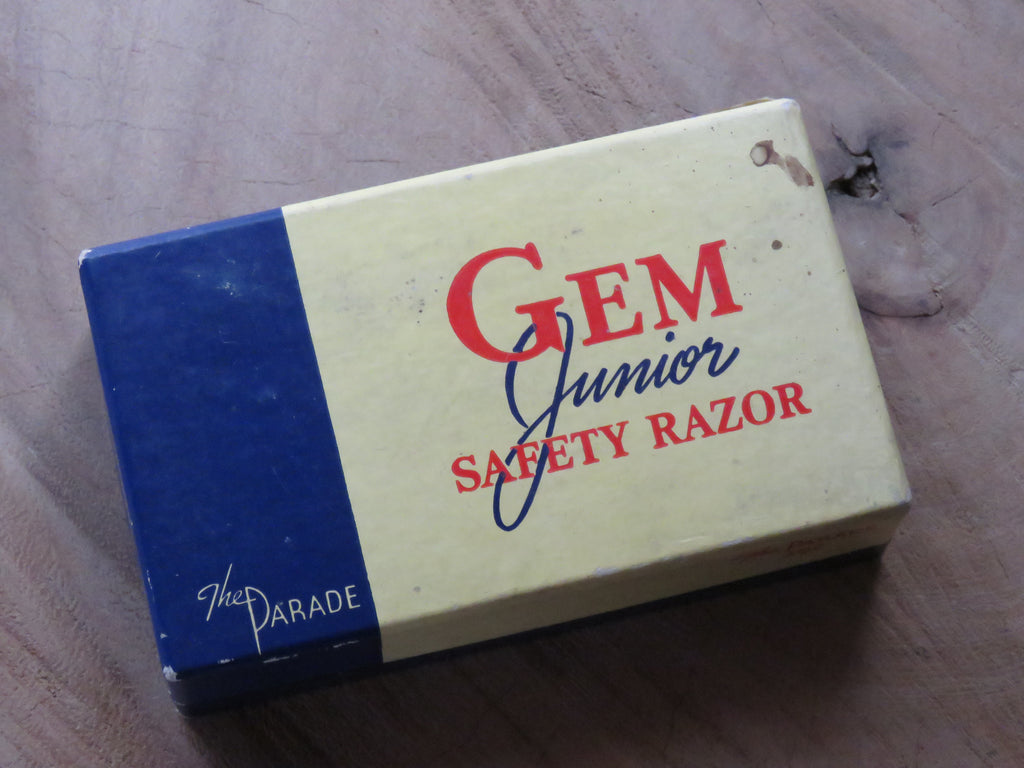 GEM
Junior
SAFETY RAZOR
The PARADE